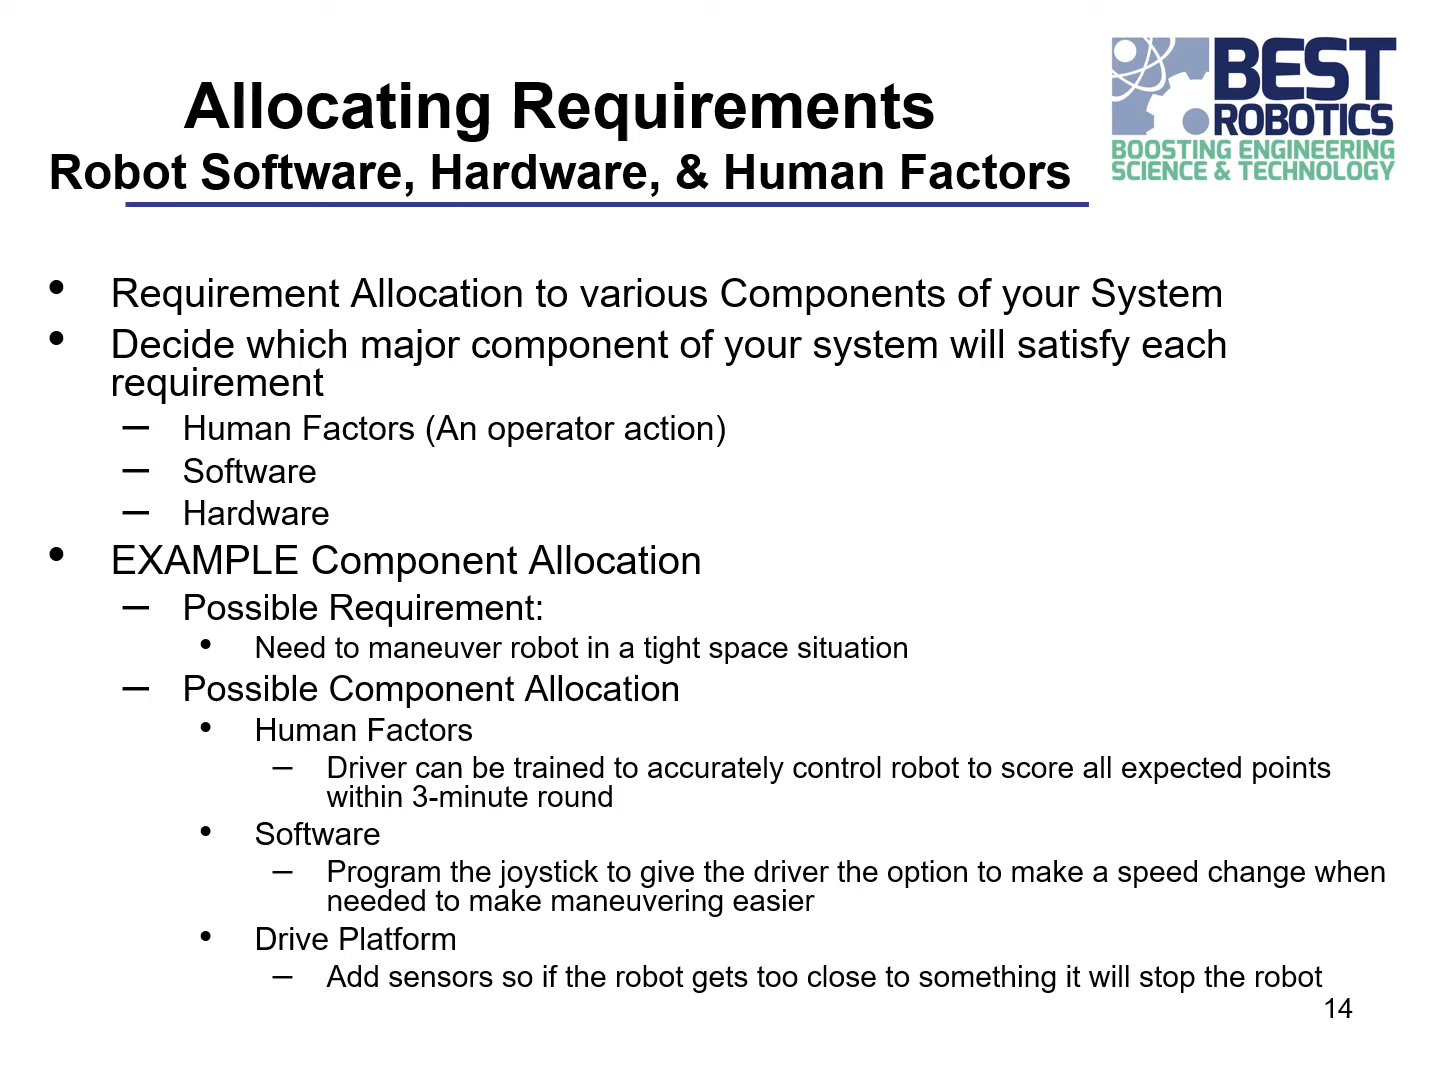 Allocating Requirements
Robot Software, Hardware, & Human Factors
BEST
ROBOTICS
BOOSTING ENGINEERING
SCIENCE & TECHNOLOGY
• Requirement Allocation to various Components of your System
• Decide which major component of your system will satisfy each
requirement
– Human Factors (An operator action)
– Software
– Hardware
• EXAMPLE Component Allocation
– Possible Requirement:
• Need to maneuver robot in a tight space situation
– Possible Component Allocation
• Human Factors
– Driver can be trained to accurately control robot to score all expected points
within 3-minute round
• Software
– Program the joystick to give the driver the option to make a speed change when
needed to make maneuvering easier
• Drive Platform
– Add sensors so if the robot gets too close to something it will stop the robot
14